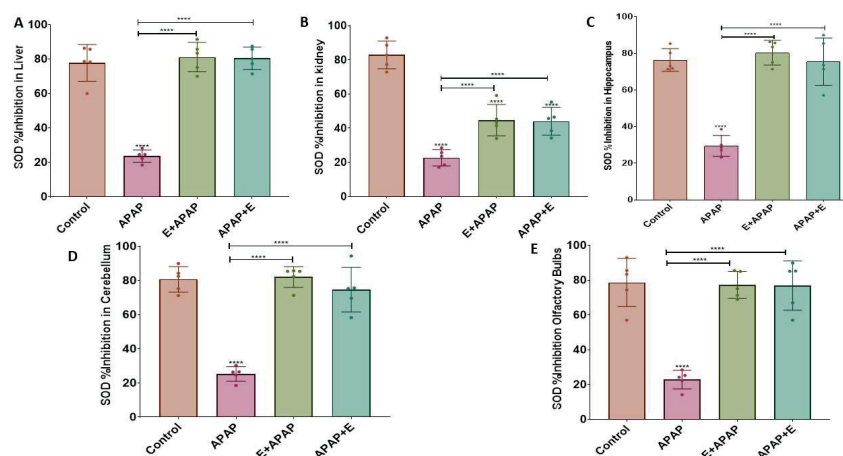 A
SOD %Inhibition in Liver
100
80
60
40
20
0
****
****
****
Control
APAP
E+APAP
APAP+E
B
SOD %Inhibition in kidney
100
80
60
40
20
0
****
****
****
****
****
Control
APAP
E+APAP
APAP+E
C
SOD % Inhibition in Hippocampus
100
80
60
40
20
0
****
****
****
Control
APAP
E+APAP
APAP+E
D
SOD %Inhibition in Cerebellum
100
80
60
40
20
0
****
****
****
Control
APAP
E+APAP
APAP+E
E
SOD %Inhibition Olfactory Bulbs
100
80
60
40
20
0
****
****
****
Control
APAP
E+APAP
APAP+E